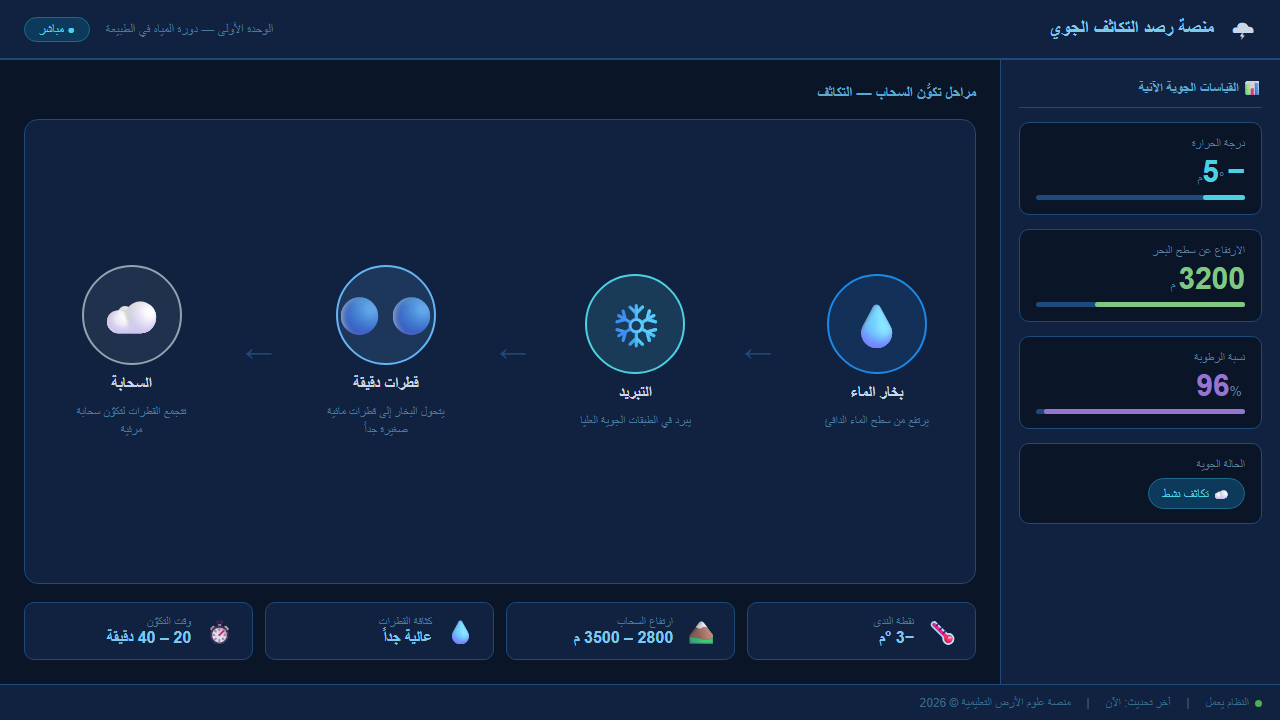 منصة رصد التكاثف الجوي
الوحدة الأولى — دورة المياه في الطبيعة
مباشر
القياسات الجوية الآنية
درجة الحرارة
−5°م
الارتفاع عن سطح البحر
3200 م
نسبة الرطوبة
96%
الحالة الجوية
تكاثف نشط
مراحل تكوُّن السحاب — التكاثف
بخار الماء
يرتفع من سطح الماء الدافئ
←
التبريد
يبرد في الطبقات الجوية العليا
←
قطرات دقيقة
يتحول البخار إلى قطرات مائية
صغيرة جداً
←
السحابة
تتجمع القطرات لتكوّن سحابة
مرئية
نقطة الندى
−3 °م
ارتفاع السحاب
2800 – 3500 م
كثافة القطرات
عالية جداً
وقت التكوّن
20 – 40 دقيقة
النظام يعمل | آخر تحديث: الآن | منصة علوم الأرض التعليمية © 2026